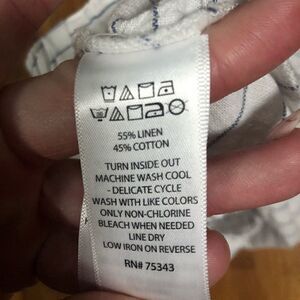 55% LINEN
45% COTTON
TURN INSIDE OUT
MACHINE WASH COOL
- DELICATE CYCLE
WASH WITH LIKE COLORS
ONLY NON-CHLORINE
BLEACH WHEN NEEDED
LINE DRY
LOW IRON ON REVERSE
RN# 75343